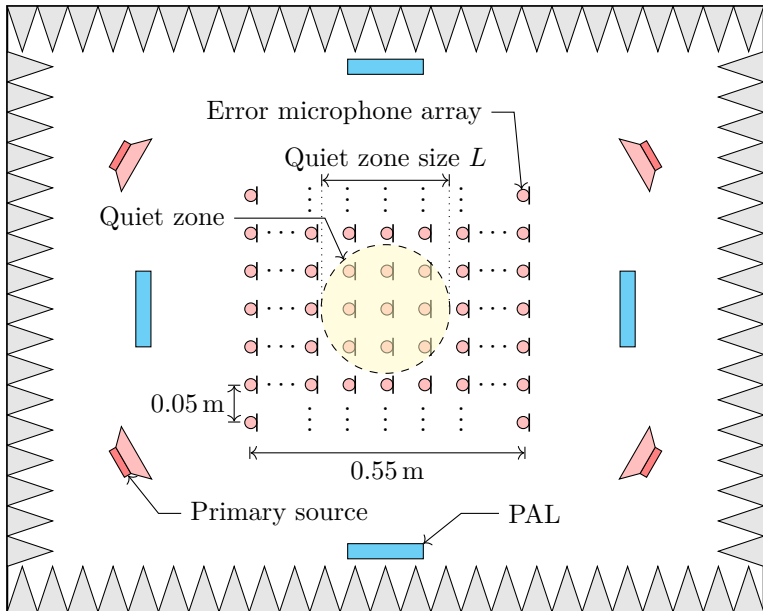 Error microphone array
Quiet zone size L
Quiet zone
0.05 m
0.55 m
Primary source
PAL